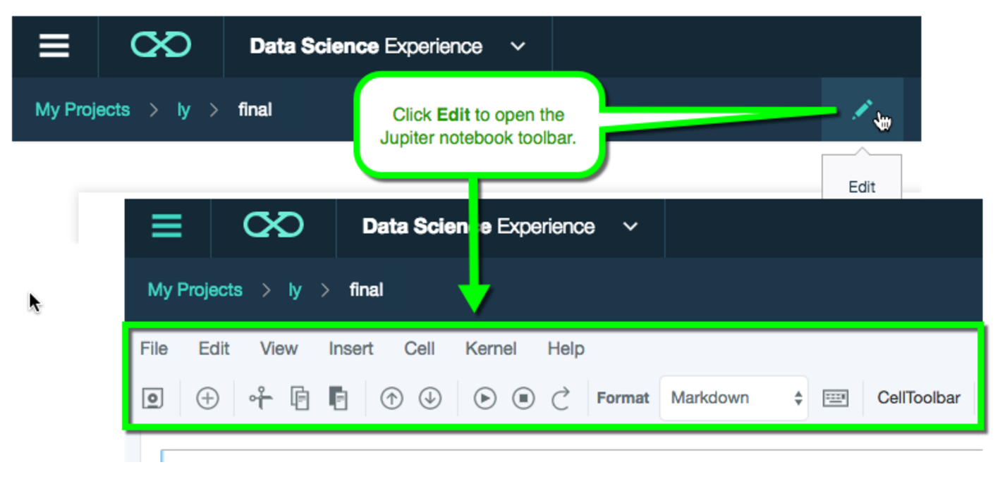 Data Science Experience
My Projects > ly > final
Click Edit to open the
Jupiter notebook toolbar.
Edit
Data Science Experience
My Projects > ly > final
File Edit View Insert Cell Kernel Help
Format Markdown CellToolbar